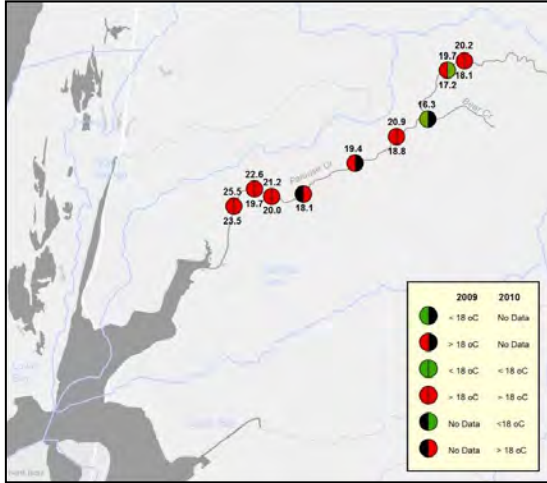 20.2
19.7
18.1
17.2
16.3
Cr
20.9
18.8
19.4
Cr
22.6
21.2
25.5
19.7
20.0
18.1
23.5
2009 2010
< 18 oC No Data
> 18 oC No Data
< 18 oC < 18 oC
> 18 oC > 18 oC
No Data <18 oC
No Data > 18 oC